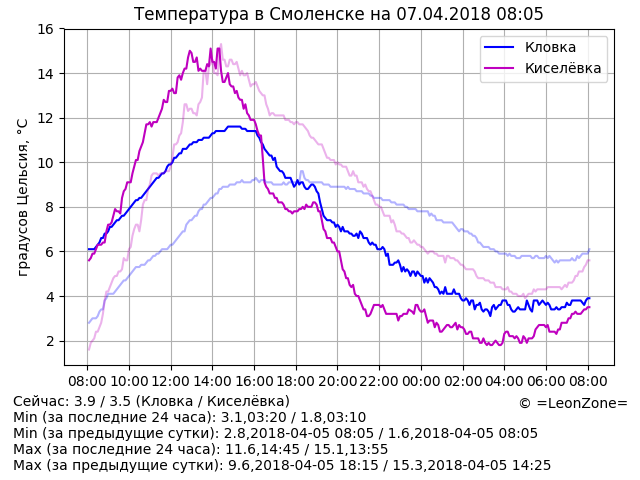 Температура в Смоленске на 07.04.2018 08:05
градусов Цельсия, °C
16
14
12
10
8
6
4
2
Кловка
Киселёвка
08:00 10:00 12:00 14:00 16:00 18:00 20:00 22:00 00:00 02:00 04:00 06:00 08:00
Сейчас: 3.9 / 3.5 (Кловка / Киселёвка)
© =LeonZone=
Min (за последние 24 часа): 3.1,03:20 / 1.8,03:10
Min (за предыдущие сутки): 2.8,2018-04-05 08:05 / 1.6,2018-04-05 08:05
Max (за последние 24 часа): 11.6,14:45 / 15.1,13:55
Max (за предыдущие сутки): 9.6,2018-04-05 18:15 / 15.3,2018-04-05 14:25